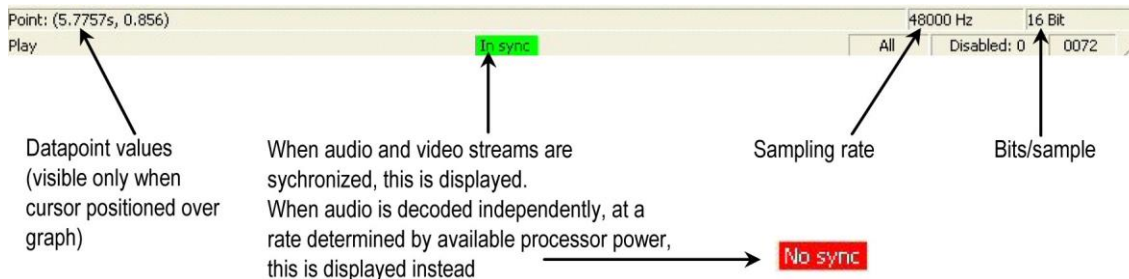 Point: (5.7757s, 0.856) 48000 Hz 16 Bit
Play In sync All Disabled: 0 0072
Datapoint values
(visible only when
cursor positioned over
graph)
When audio and video streams are
sychronized, this is displayed.
When audio is decoded independently, at a
rate determined by available processor power,
this is displayed instead
No sync
Sampling rate
Bits/sample